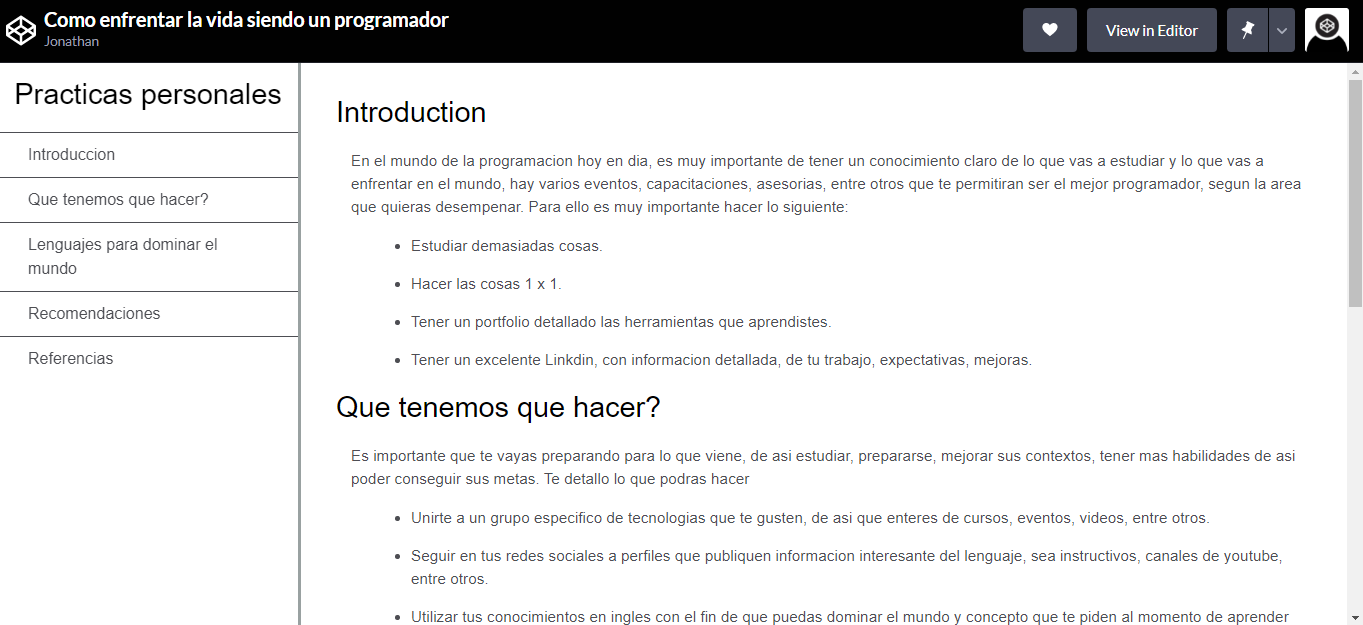 Como enfrentar la vida siendo un programador
Jonathan
View in Editor
Practicas personales
Introduccion
Que tenemos que hacer?
Lenguajes para dominar el
mundo
Recomendaciones
Referencias
Introduction
En el mundo de la programacion hoy en dia, es muy importante de tener un conocimiento claro de lo que vas a estudiar y lo que vas a
enfrentar en el mundo, hay varios eventos, capacitaciones, asesorias, entre otros que te permitiran ser el mejor programador, segun la area
que quieras desempenar. Para ello es muy importante hacer lo siguiente:
Estudiar demasiadas cosas.
Hacer las cosas 1 x 1.
Tener un portfolio detallado las herramientas que aprendistes.
Tener un excelente Linkdin, con informacion detallada, de tu trabajo, expectativas, mejoras.
Que tenemos que hacer?
Es importante que te vayas preparando para lo que viene, de asi estudiar, prepararse, mejorar sus contextos, tener mas habilidades de asi
poder conseguir sus metas. Te detallo lo que podras hacer
Unirte a un grupo especifico de tecnologias que te gusten, de asi que enteres de cursos, eventos, videos, entre otros.
Seguir en tus redes sociales a perfiles que publiquen informacion interesante del lenguaje, sea instructivos, canales de youtube,
entre otros.
Utilizar tus conocimientos en ingles con el fin de que puedas dominar el mundo y concepto que te piden al momento de aprender